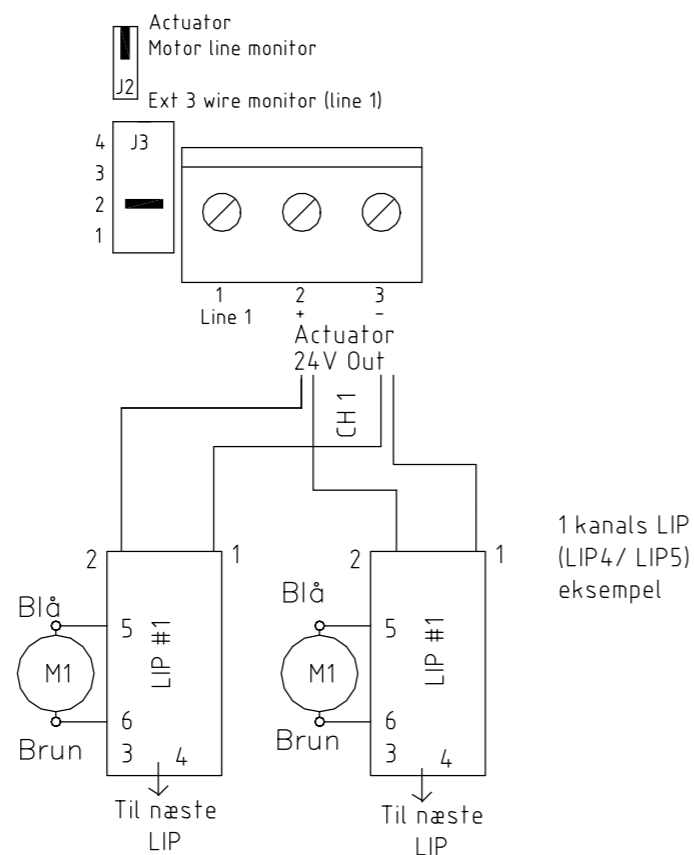 Actuator
Motor line monitor
J2
Ext 3 wire monitor (line 1)
4 J3
3
2
1
1 2 3
Line 1 + -
Actuator
24V Out
CH 1
1 kanals LIP
(LIP4/ LIP5)
eksempel
2 1 2 1
Blå 5 Blå 5
M1 LIP #1 M1 LIP #1
6 6
Brun 3 4 Brun 3 4
Til næste Til næste
LIP LIP